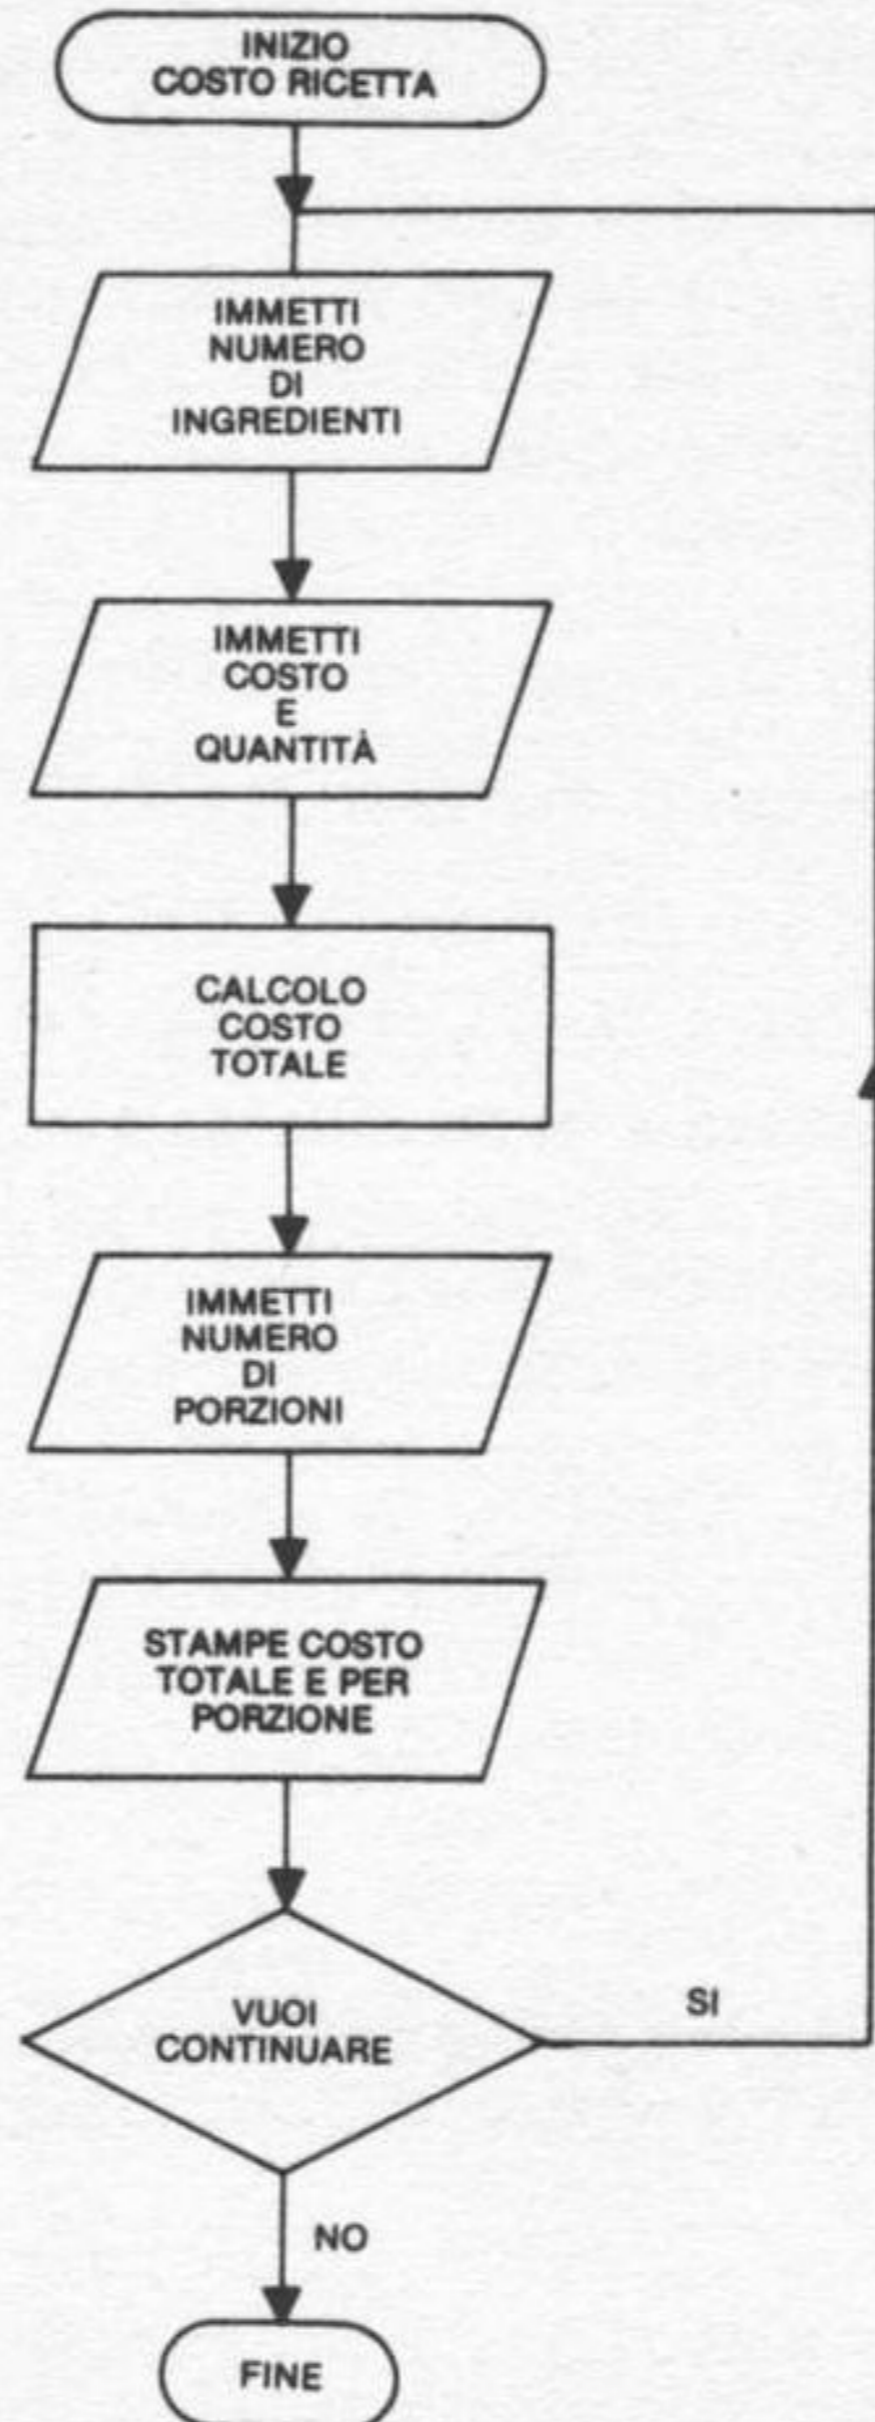 INIZIO
COSTO RICETTA
IMMETTI
NUMERO
DI
INGREDIENTI
IMMETTI
COSTO
E
QUANTITÀ
CALCOLO
COSTO
TOTALE
IMMETTI
NUMERO
DI
PORZIONI
STAMPE COSTO
TOTALE E PER
PORZIONE
VUOI
CONTINUARE
SI
NO
FINE